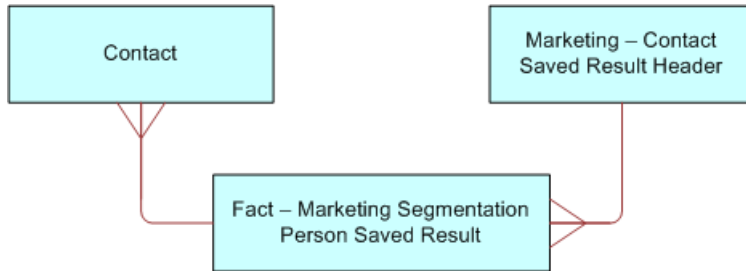 Contact
Marketing – Contact
Saved Result Header
Fact – Marketing Segmentation
Person Saved Result